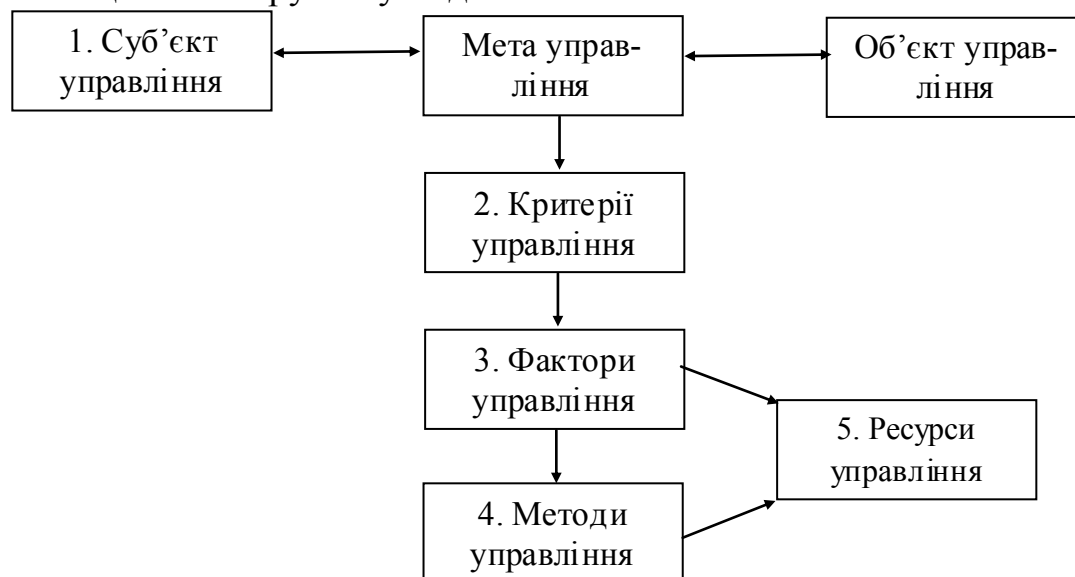 1. Суб’єкт
управління
Мета управ-
ління
Об’єкт управ-
ління
2. Критерії
управління
3. Фактори
управління
5. Ресурси
управління
4. Методи
управління